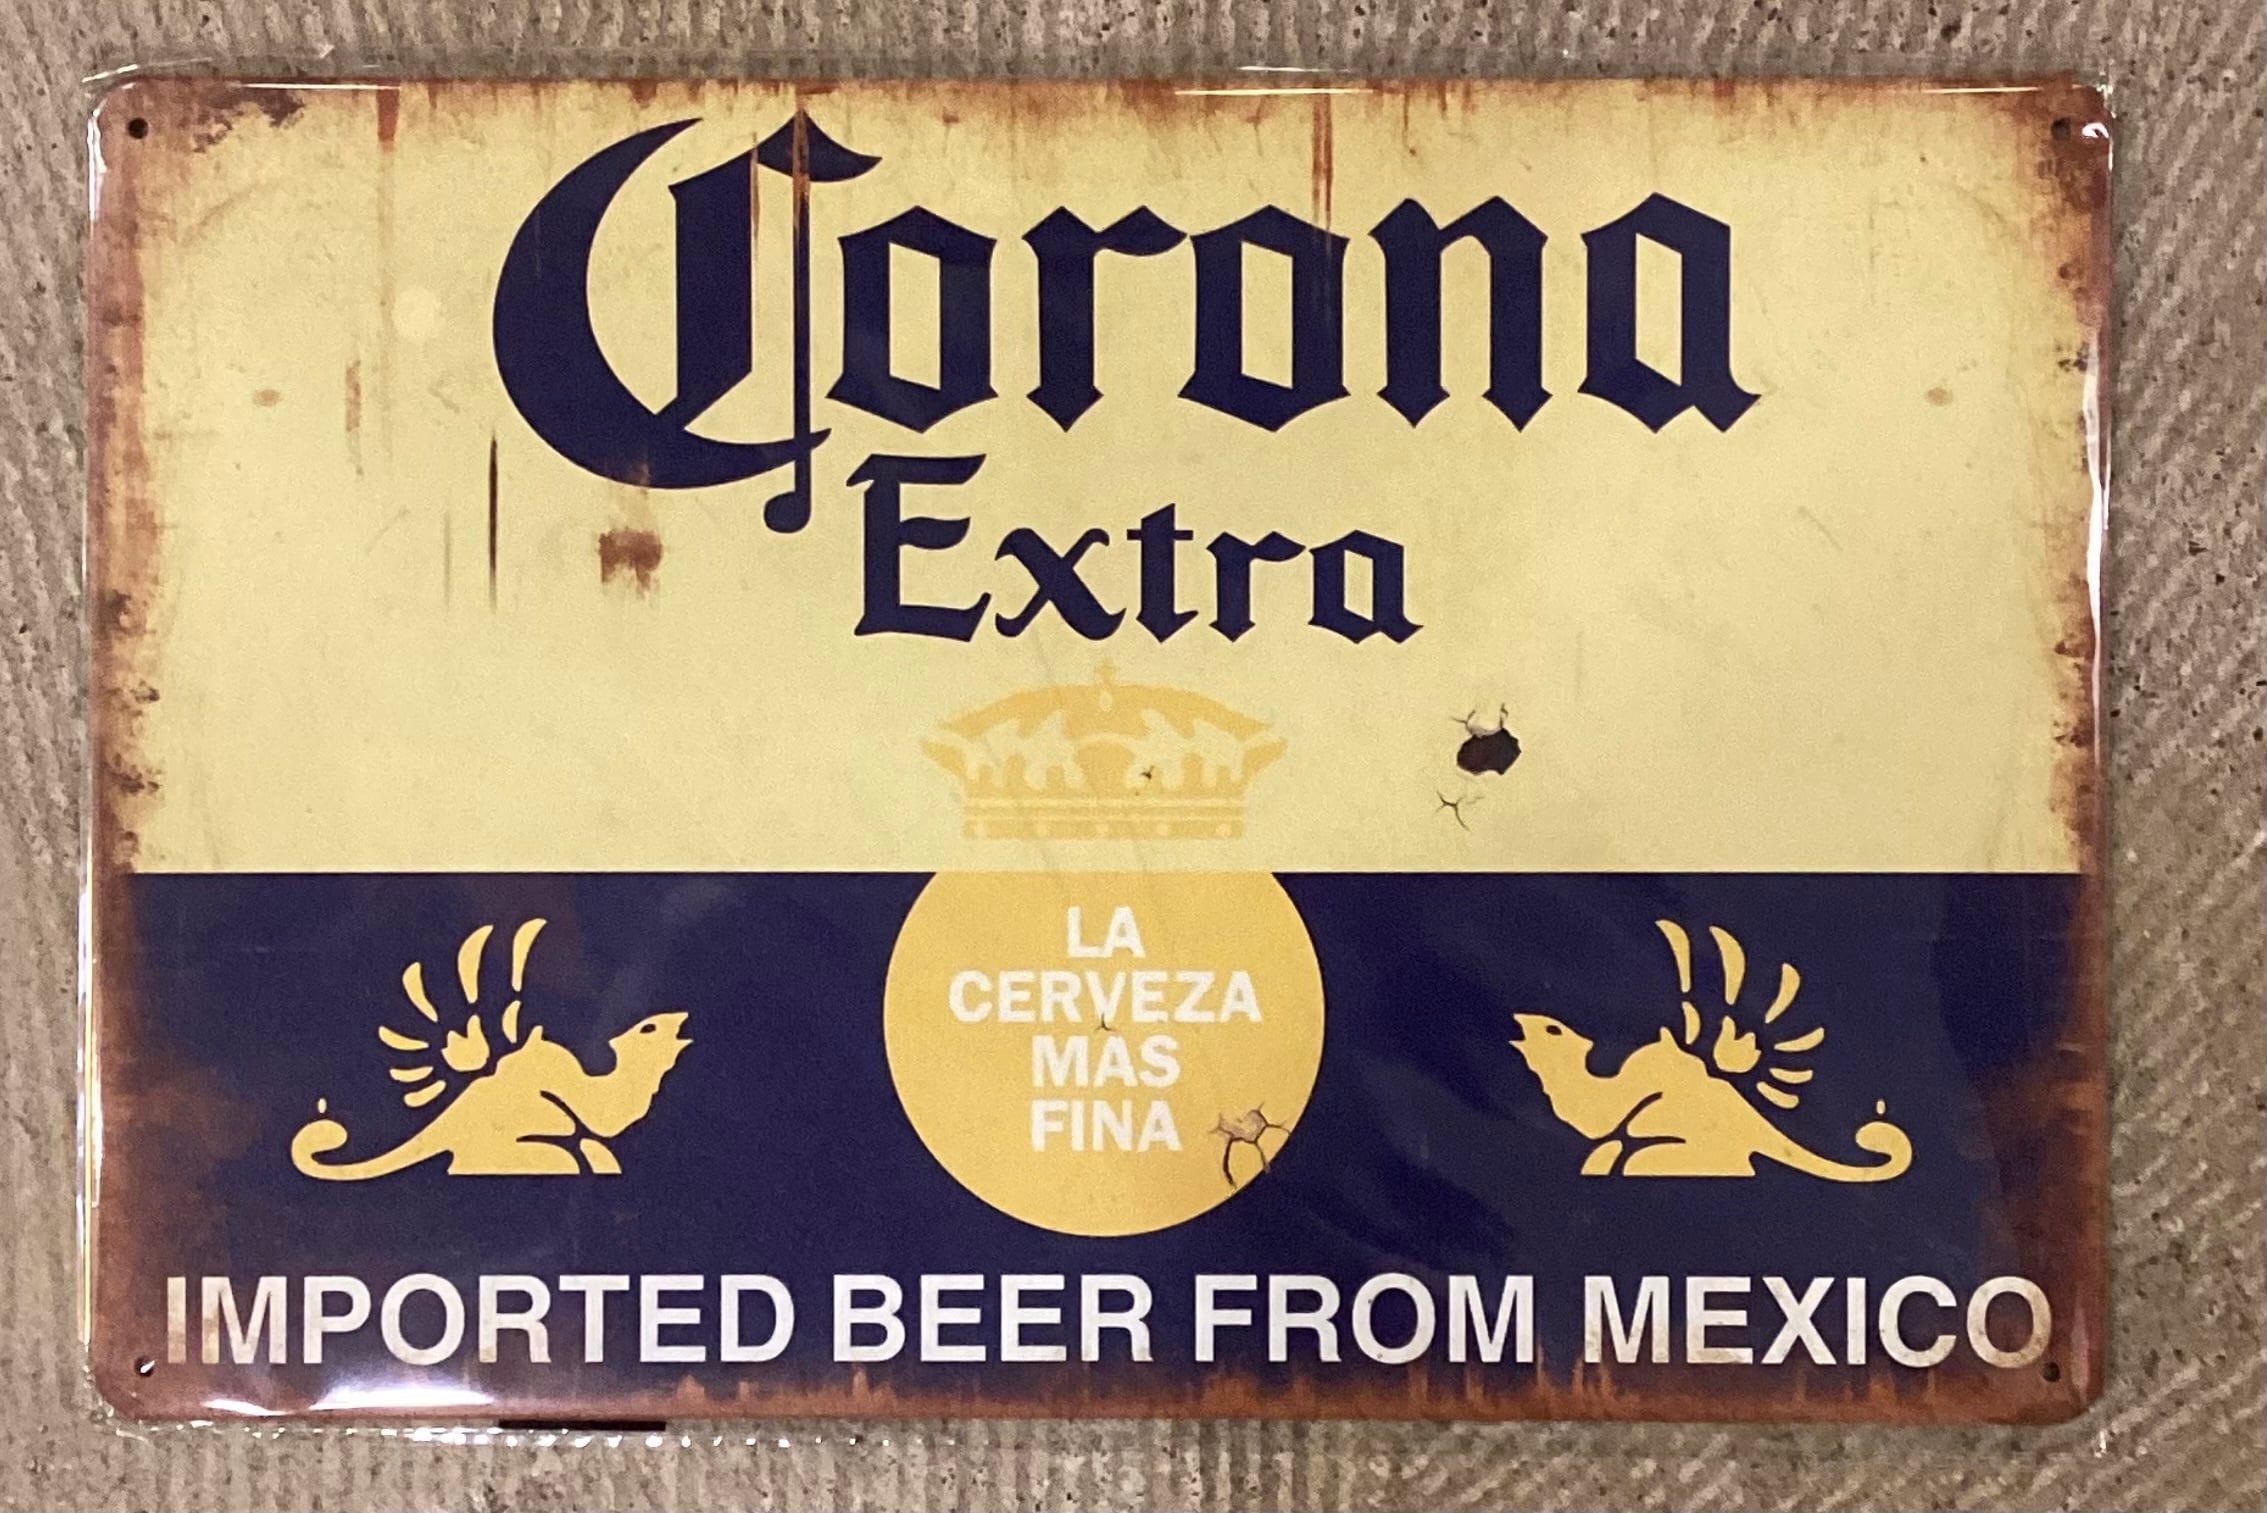 Corona
Extra
LA
CERVEZA
MAS
FINA
IMPORTED BEER FROM MEXICO